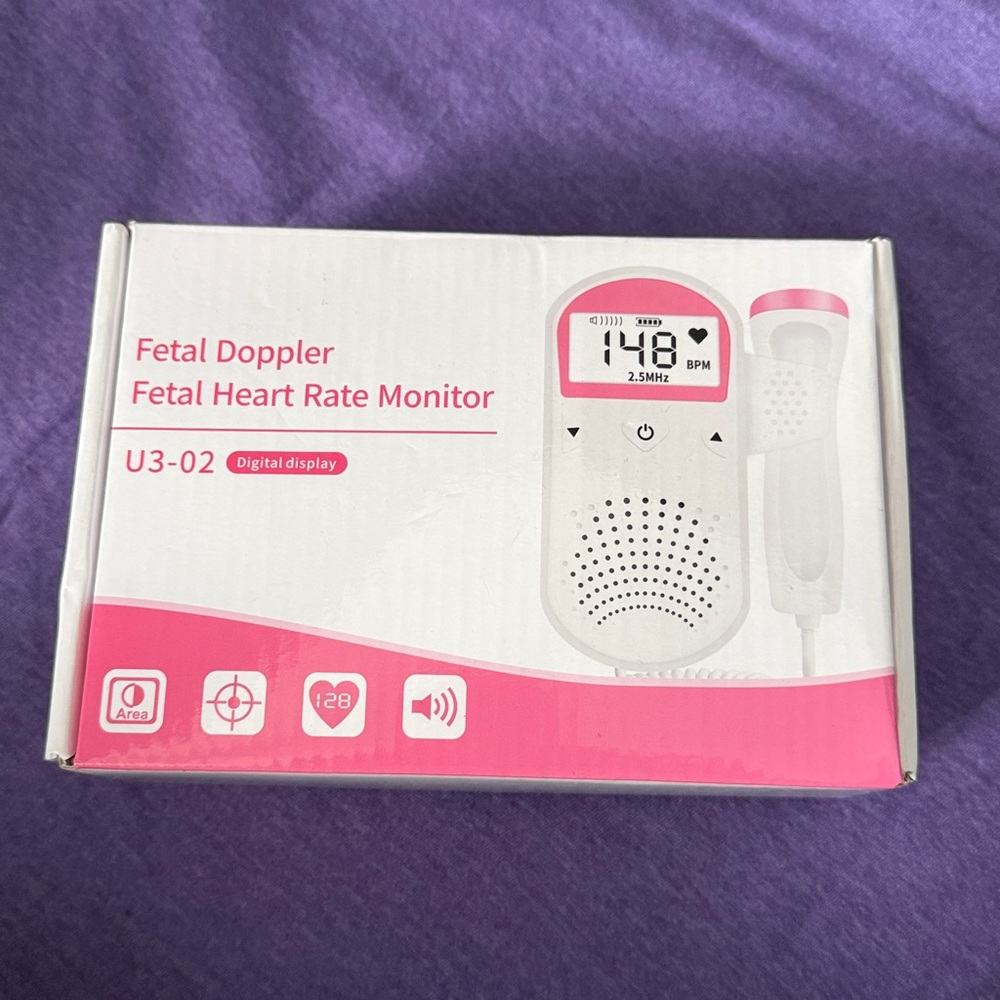 Fetal Doppler
Fetal Heart Rate Monitor
U3-02 Digital display
148
BPM
2.5MHz
Area
128